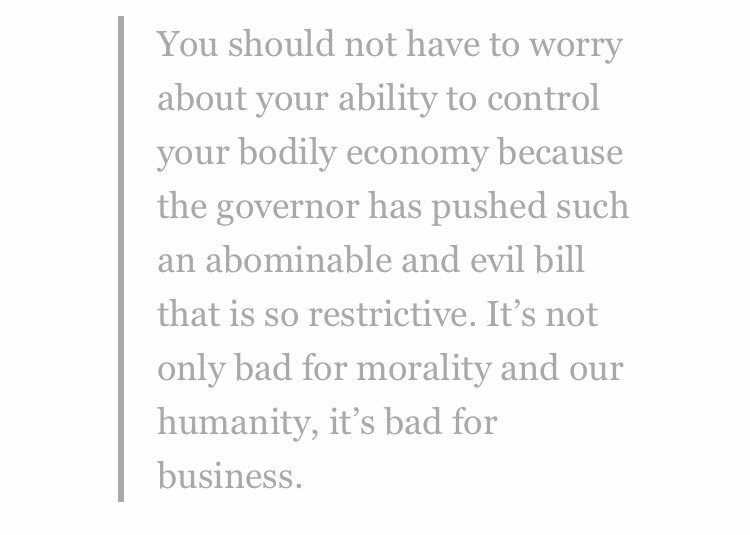 You should not have to worry
about your ability to control
your bodily economy because
the governor has pushed such
an abominable and evil bill
that is so restrictive. It’s not
only bad for morality and our
humanity, it’s bad for
business.